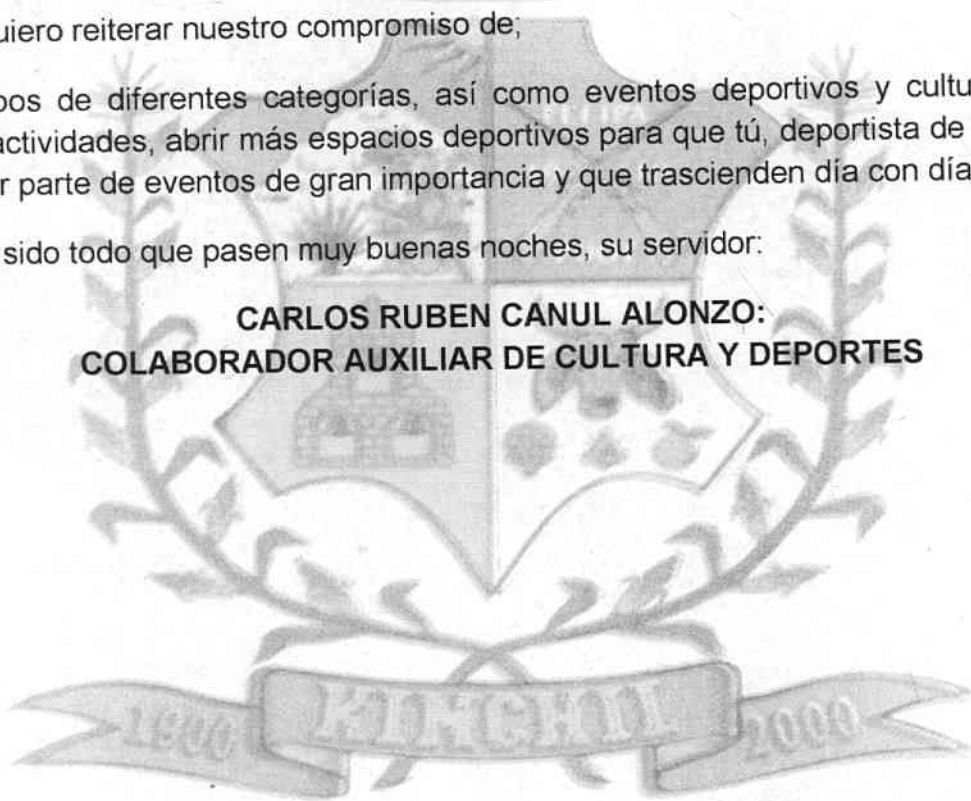 uiero reiterar nuestro compromiso de;
pos de diferentes categorías, así como eventos deportivos y cultu
actividades, abrir más espacios deportivos para que tú, deportista de
r parte de eventos de gran importancia y que trascienden día con día
sido todo que pasen muy buenas noches, su servidor:
CARLOS RUBEN CANUL ALONZO:
COLABORADOR AUXILIAR DE CULTURA Y DEPORTES
1900 KINCHIL 2000